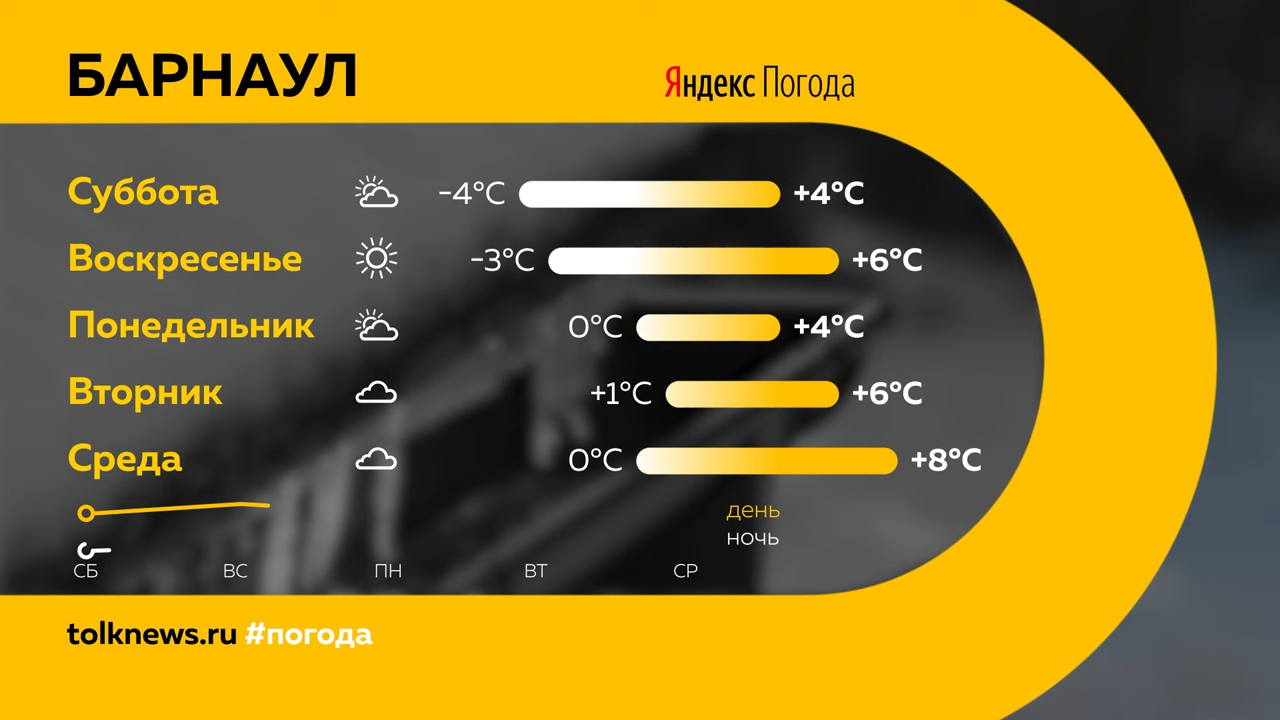 БАРНАУЛ
Яндекс Погода
Суббота -4°C +4°C
Воскресенье -3°C +6°C
Понедельник 0°C +4°C
Вторник +1°C +6°C
Среда 0°C +8°C
день
ночь
СБ ВС ПН ВТ СР
tolknews.ru #погода